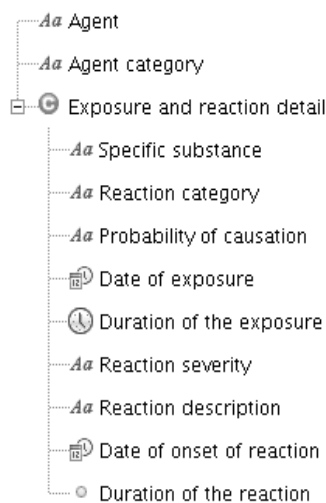 Aa Agent
Aa Agent category
C Exposure and reaction detail
Aa Specific substance
Aa Reaction category
Aa Probability of causation
12 Date of exposure
Duration of the exposure
Aa Reaction severity
Aa Reaction description
12 Date of onset of reaction
Duration of the reaction